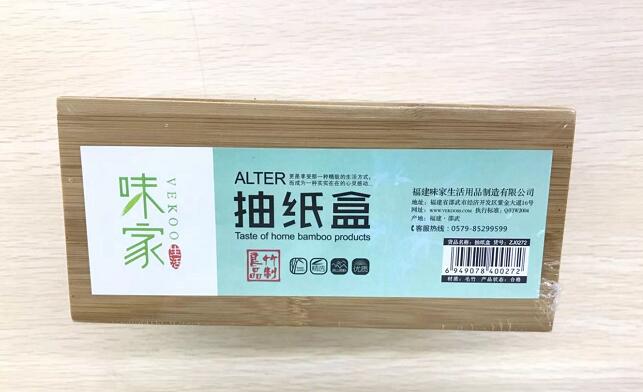 味家
VEKOO
ALTER
更是享受那一种精致的生活方式,
而成为一种实实在在的心灵感动...
抽纸盒
Taste of home bamboo products
竹制良品
精选
优质
福建味家生活用品制造有限公司
地址:福建省邵武市经济开发区紫金大道16号
网址:WWW.VEKOO8.COM 执行标准:Q/SYWJ004
产地:福建·邵武
客服热线:0579-85299599
货品名称:抽纸盒 货号:ZJ0272
6 949078 400272
材质:毛竹 产品状态:合格